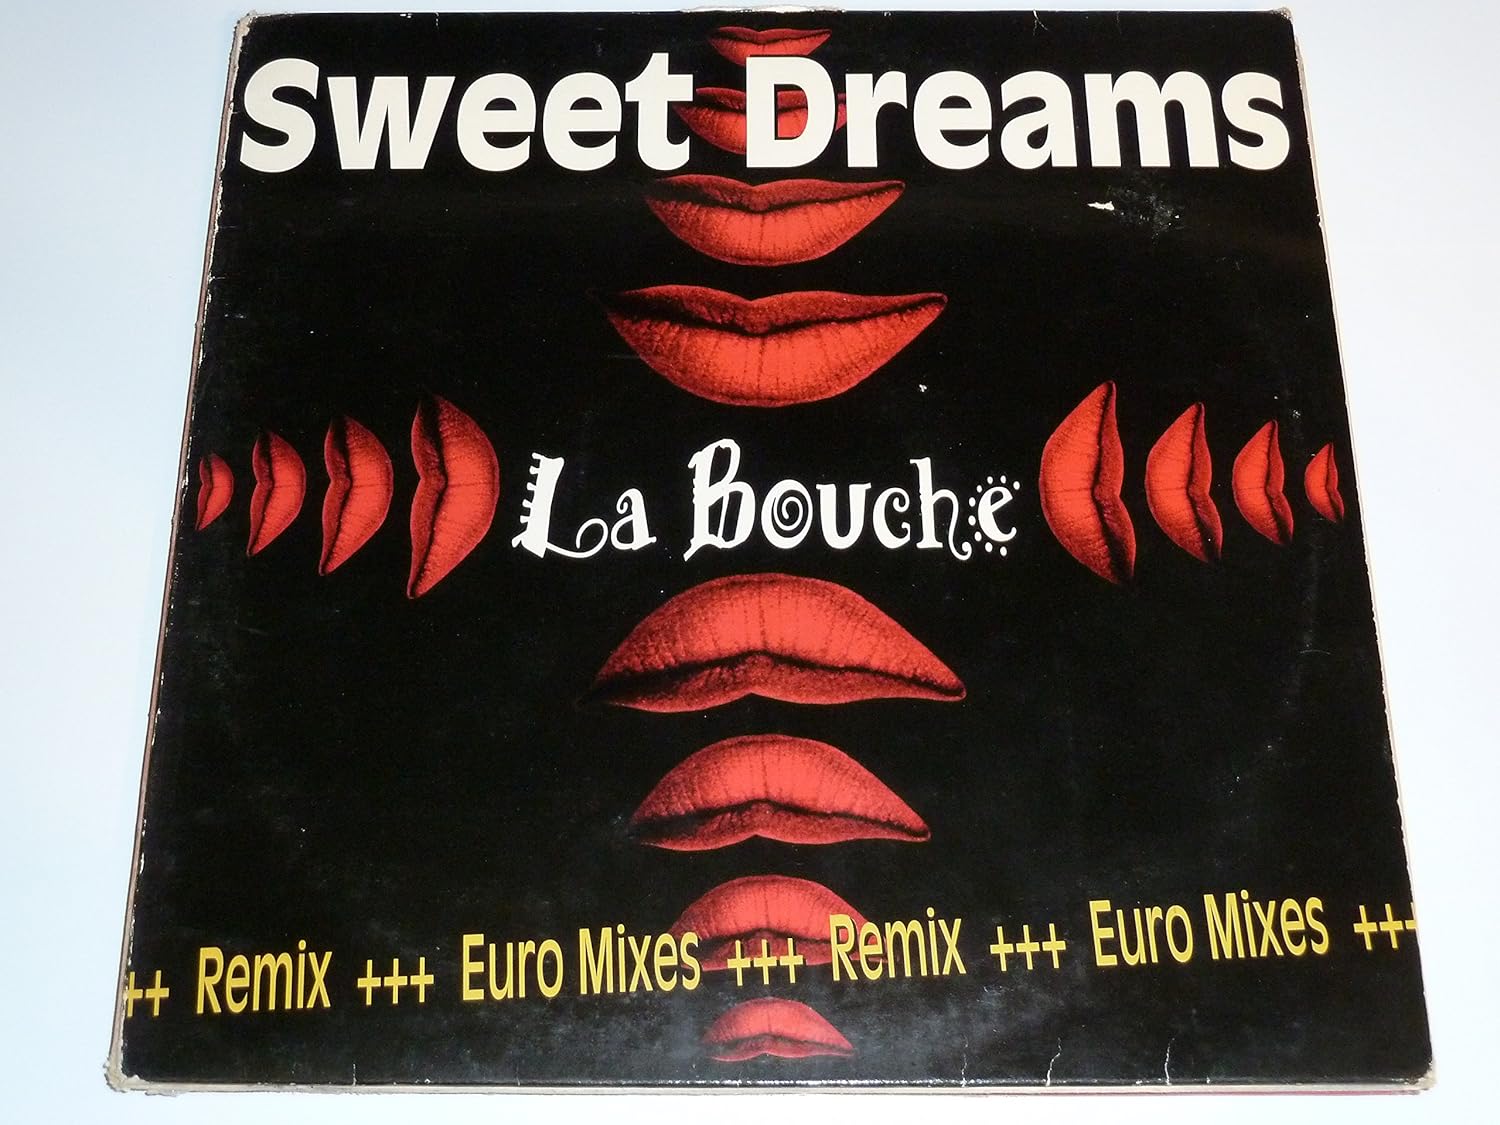 Sweet Dreams
La Bouche
++ Remix +++ Euro Mixes +++ Remix +++ Euro Mixes +++